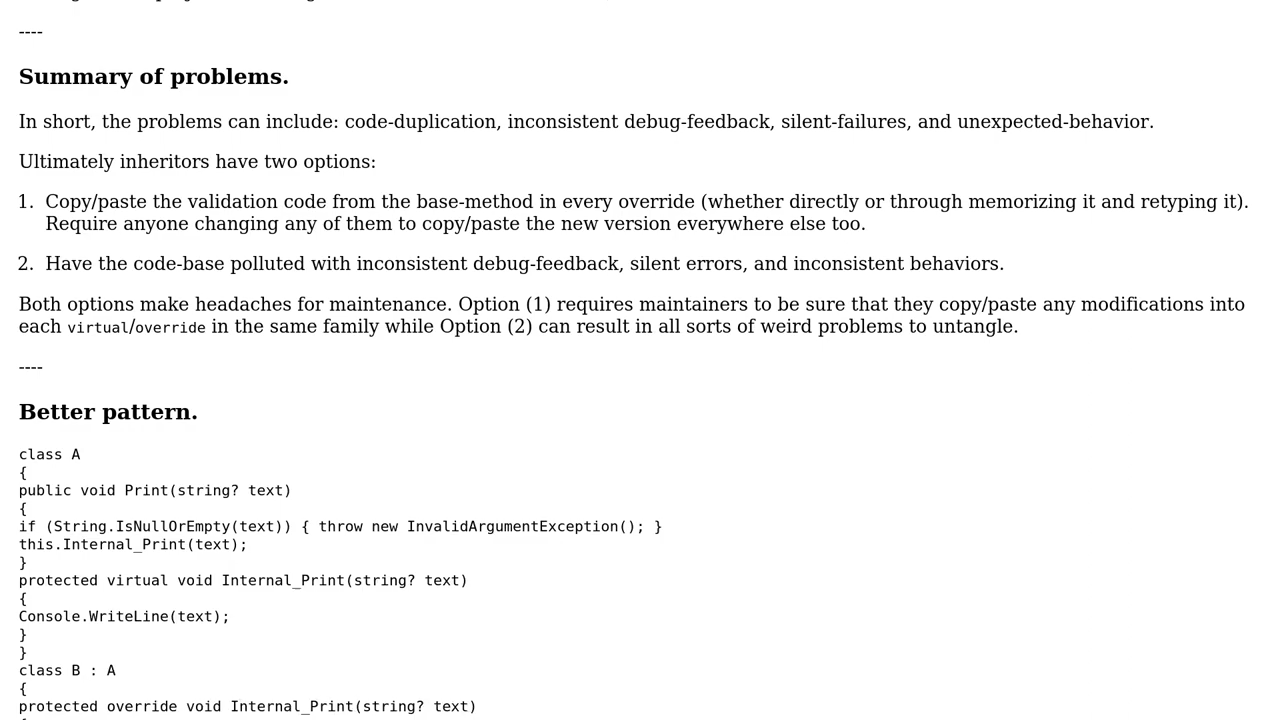 ----
Summary of problems.
In short, the problems can include: code-duplication, inconsistent debug-feedback, silent-failures, and unexpected-behavior.
Ultimately inheritors have two options:
1. Copy/paste the validation code from the base-method in every override (whether directly or through memorizing it and retyping it).
Require anyone changing any of them to copy/paste the new version everywhere else too.
2. Have the code-base polluted with inconsistent debug-feedback, silent errors, and inconsistent behaviors.
Both options make headaches for maintenance. Option (1) requires maintainers to be sure that they copy/paste any modifications into
each virtual/override in the same family while Option (2) can result in all sorts of weird problems to untangle.
----
Better pattern.
class A
{
public void Print(string? text)
{
if (String.IsNullOrEmpty(text)) { throw new InvalidArgumentException(); }
this.Internal_Print(text);
}
protected virtual void Internal_Print(string? text)
{
Console.WriteLine(text);
}
}
class B : A
{
protected override void Internal_Print(string? text)